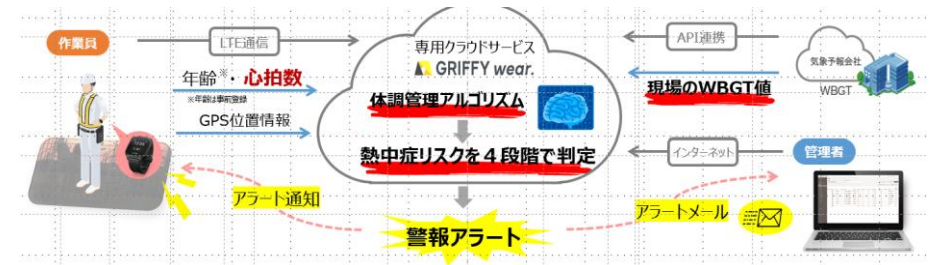 作業員
LTE通信
年齢※・心拍数
※年齢は事前登録
GPS位置情報
専用クラウドサービス
GRIFFY wear.
体調管理アルゴリズム
熱中症リスクを4段階で判定
API連携
現場のWBGT値
気象予報会社
WBGT
インターネット
管理者
アラート通知
警報アラート
アラートメール